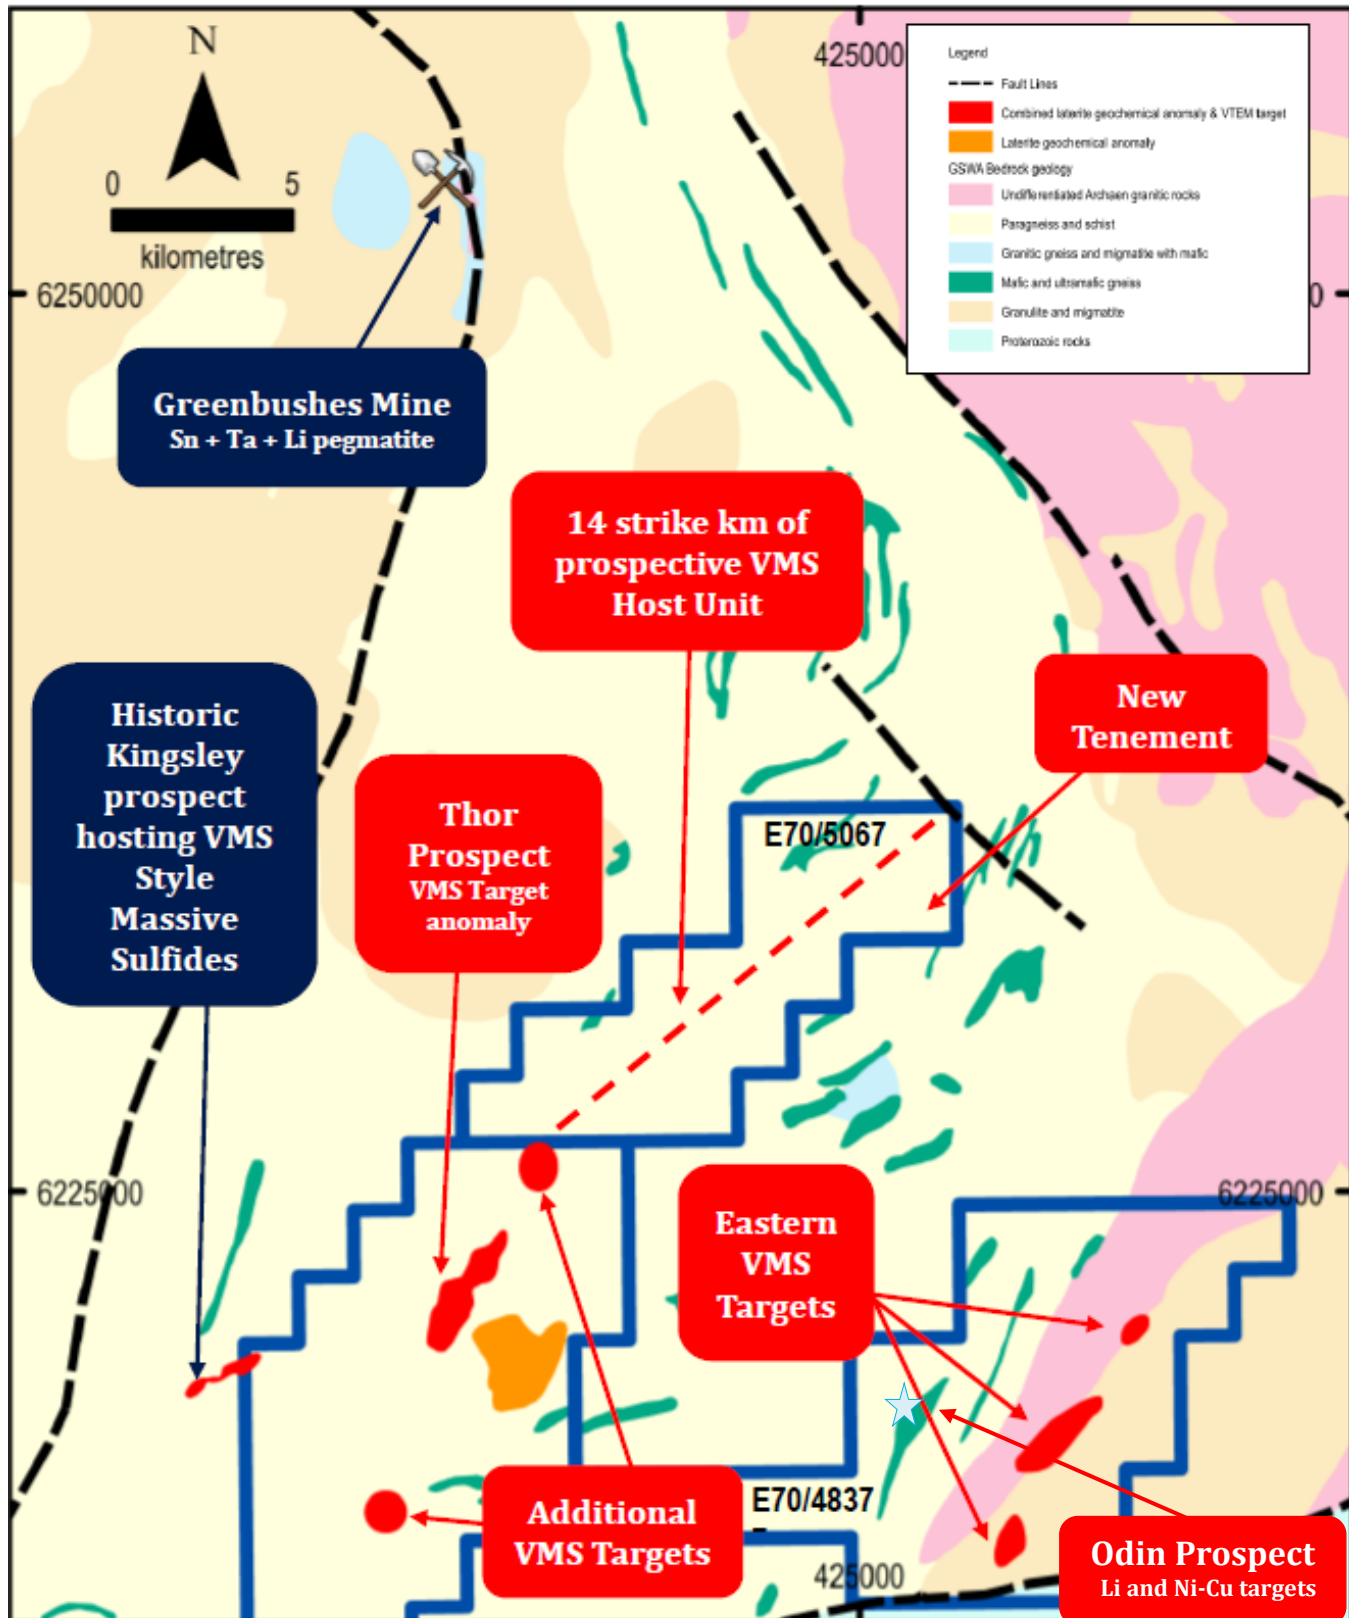 N
0 5
kilometres
425000
Legend
Fault Lines
Combined laterite geochemical anomaly & VTEM target
Laterite geochemical anomaly
GSWA Bedrock geology
Undifferentiated Archaen granitic rocks
Paragneiss and schist
Granitic gneiss and migmatite with mafic
Mafic and ultramafic gneiss
Granulite and migmatite
Proterozoic rocks
6250000
0
Greenbushes Mine
Sn + Ta + Li pegmatite
14 strike km of
prospective VMS
Host Unit
New
Tenement
Historic
Kingsley
prospect
hosting VMS
Style
Massive
Sulfides
Thor
Prospect
VMS Target
anomaly
E70/5067
6225000
6225000
Eastern
VMS
Targets
Additional
VMS Targets
E70/4837
425000
Odin Prospect
Li and Ni-Cu targets